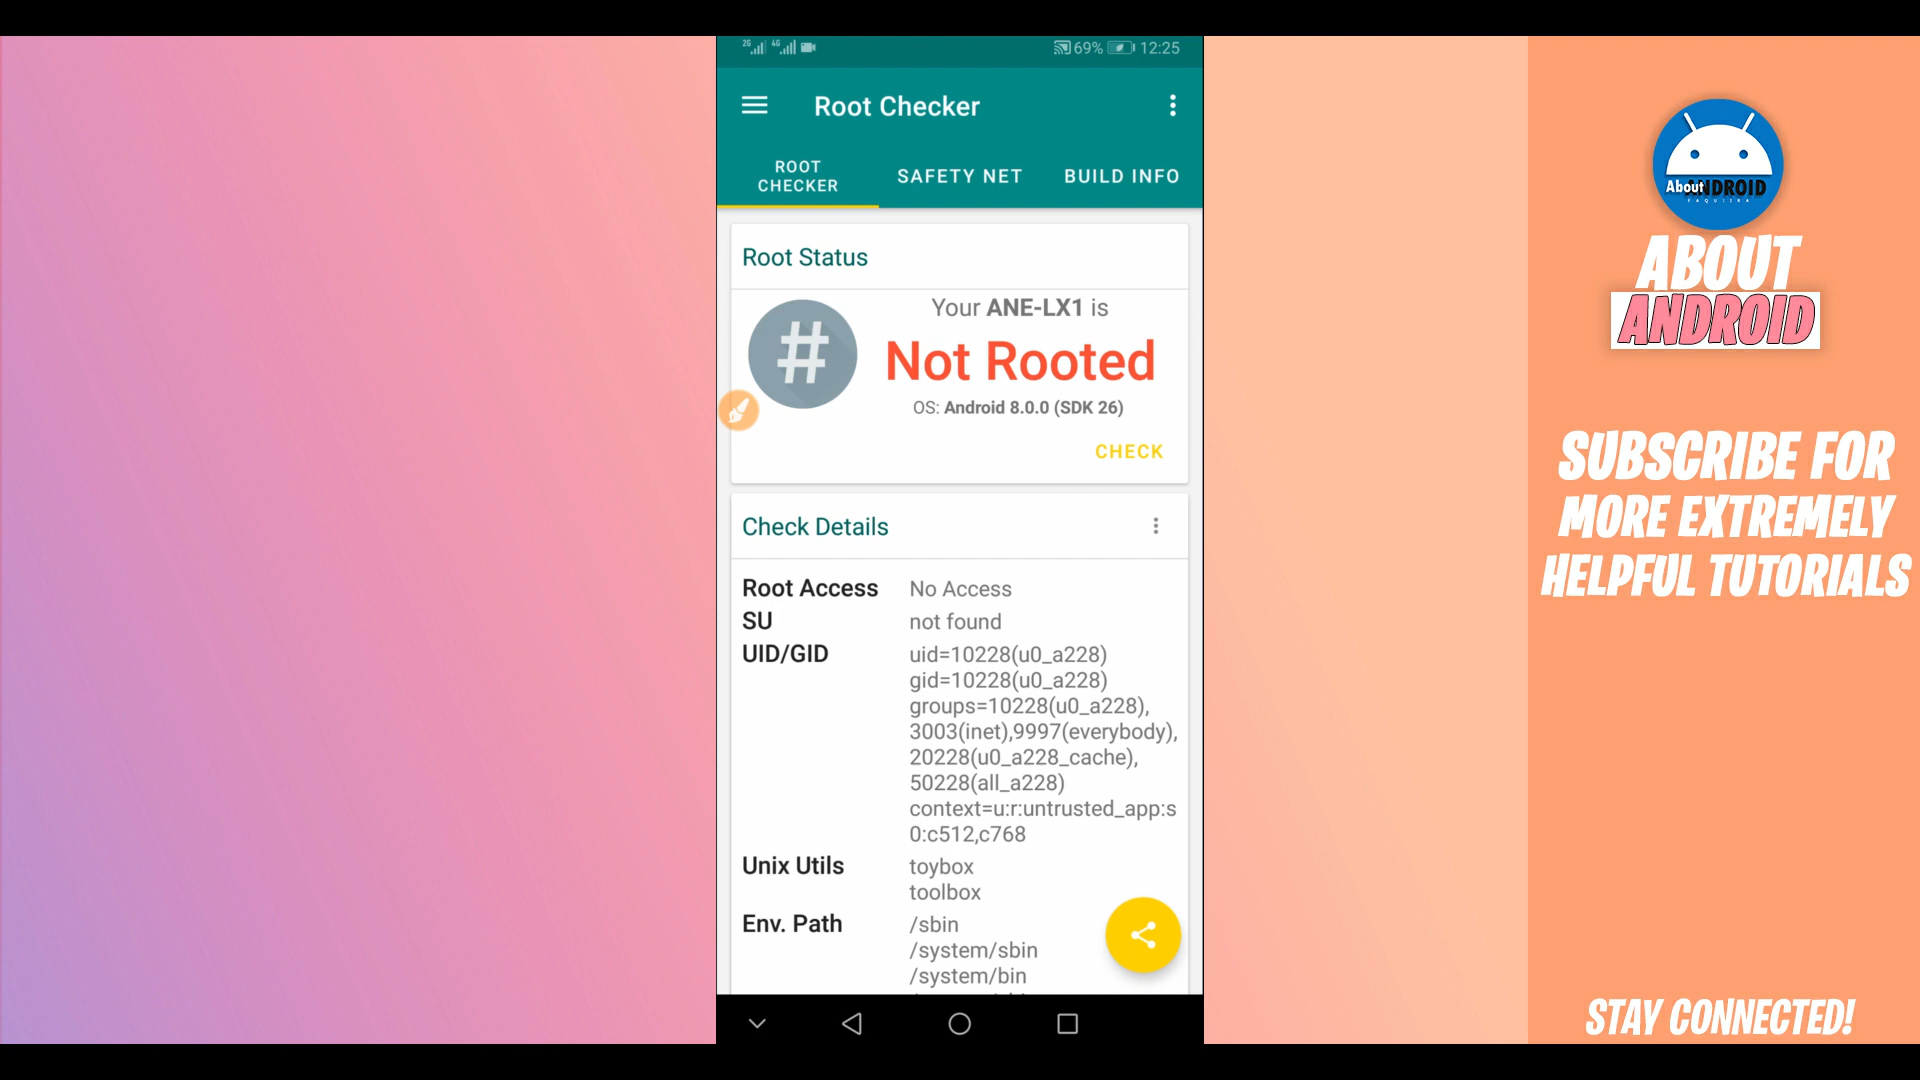 2G 4G 69% 12:25
Root Checker
ROOT
CHECKER
SAFETY NET
BUILD INFO
Root Status
Your ANE-LX1 is
Not Rooted
OS: Android 8.0.0 (SDK 26)
CHECK
Check Details
Root Access No Access
SU not found
UID/GID uid=10228(u0_a228)
gid=10228(u0_a228)
groups=10228(u0_a228),
3003(inet),9997(everybody),
20228(u0_a228_cache),
50228(all_a228)
context=u:r:untrusted_app:s
0:c512,c768
Unix Utils toybox
toolbox
Env. Path /sbin
/system/sbin
/system/bin
About ANDROID
ABOUT
ANDROID
SUBSCRIBE FOR
MORE EXTREMELY
HELPFUL TUTORIALS
STAY CONNECTED!